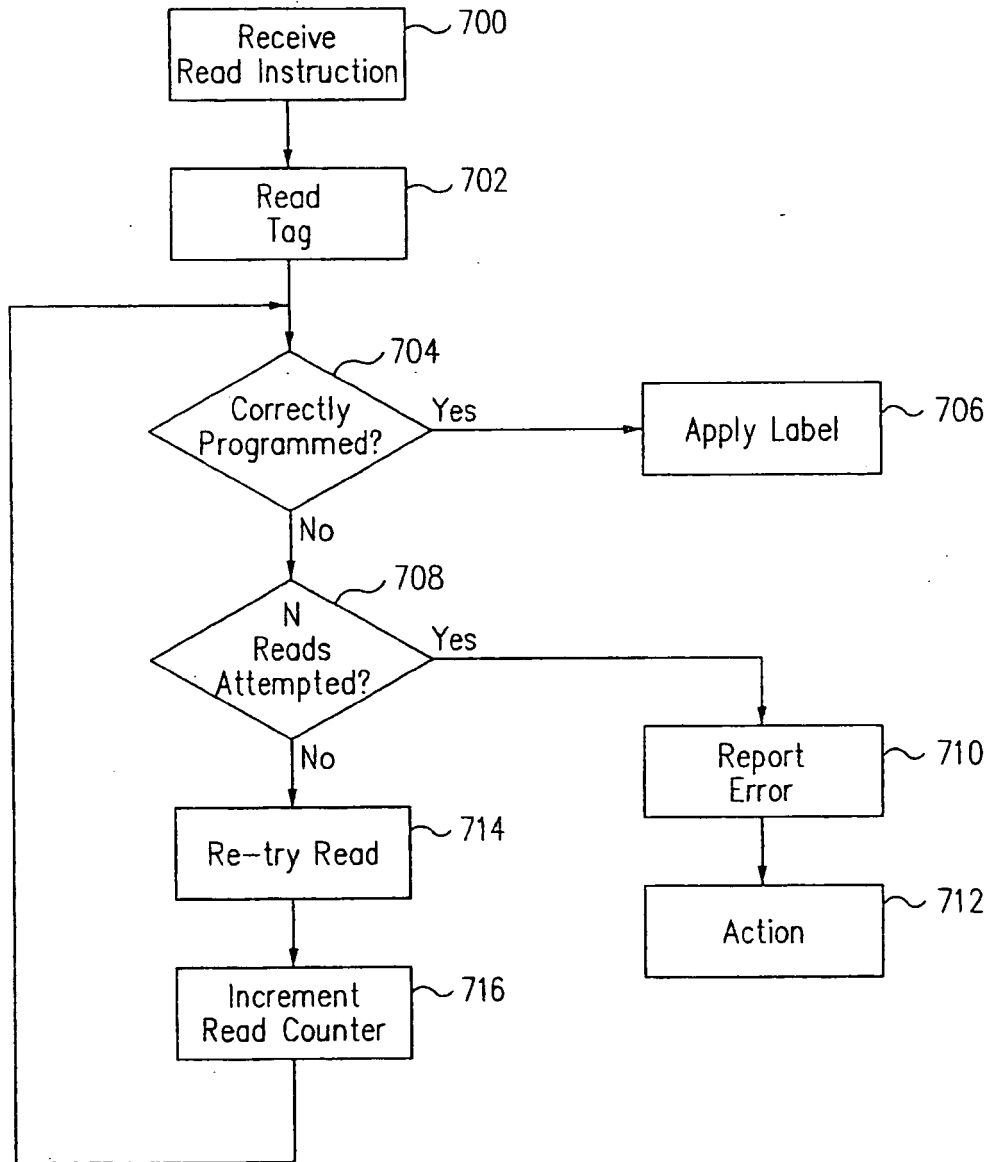 Receive
Read Instruction
700
Read
Tag
702
704
Correctly
Programmed?
Yes
Apply Label
706
No
708
N
Reads
Attempted?
Yes
No
Report
Error
710
Re-try Read
714
Action
712
Increment
Read Counter
716